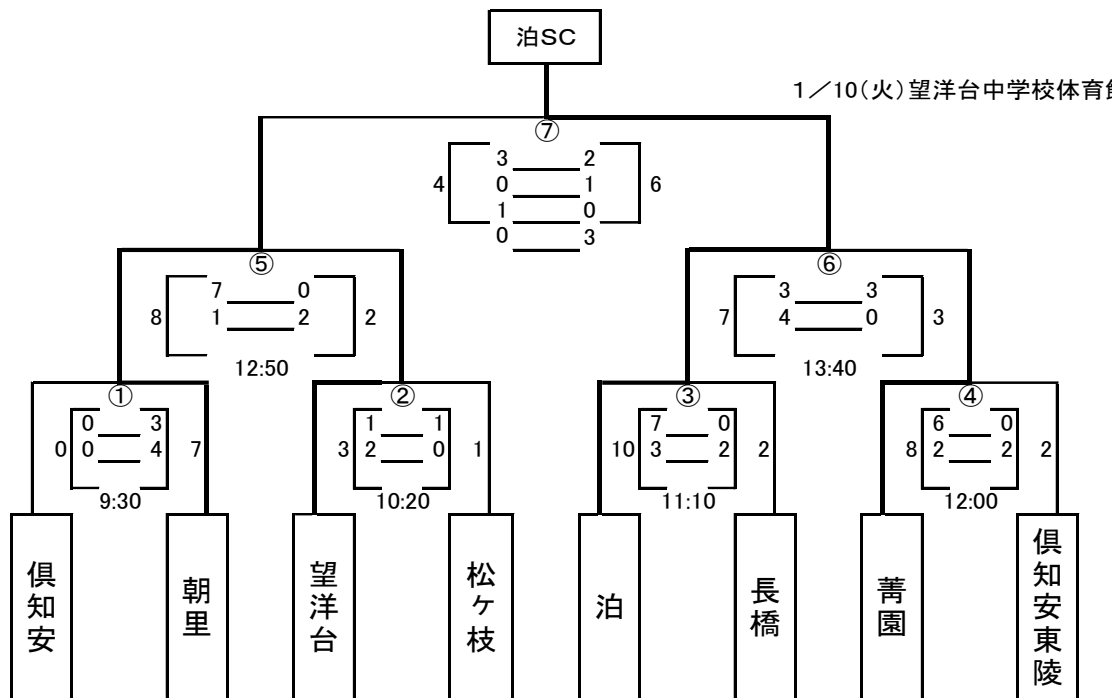 泊SC
1／10(火)望洋台中学校体育館
⑦
3 2
4 0 1 6
1 0
0 3
⑤ ⑥
7 0 3 3
8 1 2 2 7 4 0 3
12:50 13:40
① ② ③ ④
0 3 1 1 7 0 6 0
0 0 4 7 3 2 0 1 10 3 2 2 8 2 2 2
9:30 10:20 11:10 12:00
倶知安
朝里
望洋台
松ヶ枝
泊
長橋
菁園
倶知安東陵